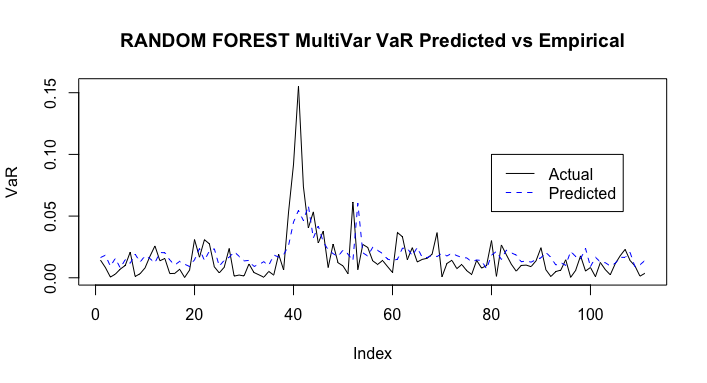 RANDOM FOREST MultiVar VaR Predicted vs Empirical
VaR
0.15
0.10
0.05
0.00
Actual
Predicted
0 20 40 60 80 100
Index